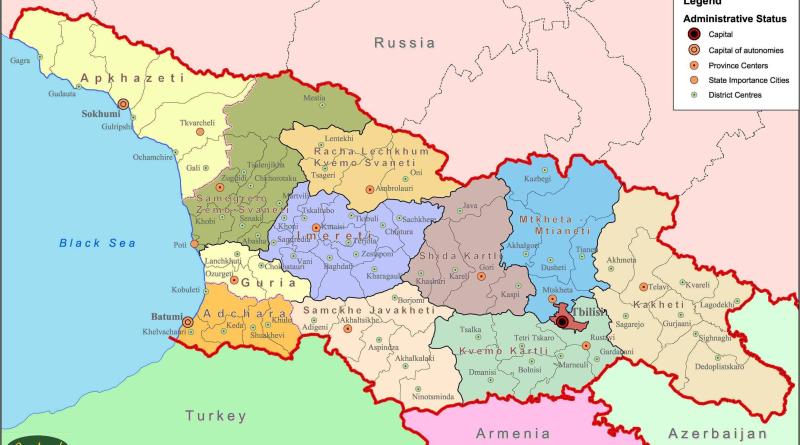 Legend
Administrative Status
Capital
Capital of autonomies
Province Centers
State Importance Cities
District Centres
Russia
Gagra
Apkhazeti
Gudauta
Sokhumi
Gulripshi
Tkvarcheli
Mestia
Ochamchire
Lentekhi
Racha Lechkhum
Kvemo Svaneti
Gali
Tsalenjikha
Tsageri
Oni
Kazbegi
Zugdidi
Chkhorotsku
Ambrolauri
Samegrelo
Zemo Svaneti
Martvili
Khobi
Senaki
Tskaltubo
Tkibuli
Sachkhere
Java
Mtkheta
Mtianeti
Khoni
Kutaisi
Chiatura
Black Sea
Poti
Abasha
Samtredia
Imereti
Terjola
Zestaponi
Shida Kartli
Akhalgori
Tianeti
Lanchkhuti
Chokhatauri
Vani
Baghdati
Kharagauli
Khashuri
Kareli
Gori
Dusheti
Akhmeta
Ozurgeti
Guria
Kobuleti
Borjomi
Kaspi
Mtskheta
Telavi
Kvareli
Kakheti
Lagodekhi
Batumi
Adchara
Samckhe Javakheti
Tbilisi
Khelvachauri
Keda
Khulo
Shuakhevi
Adigeni
Akhaltsikhe
Tsalka
Tetri Tskaro
Rustavi
Sagarejo
Gurjaani
Sighnaghi
Aspindza
Kvemo Kartli
Gardabani
Akhalkalaki
Bolnisi
Marneuli
Dedoplistskaro
Dmanisi
Ninotsminda
Turkey
Armenia
Azerbaijan